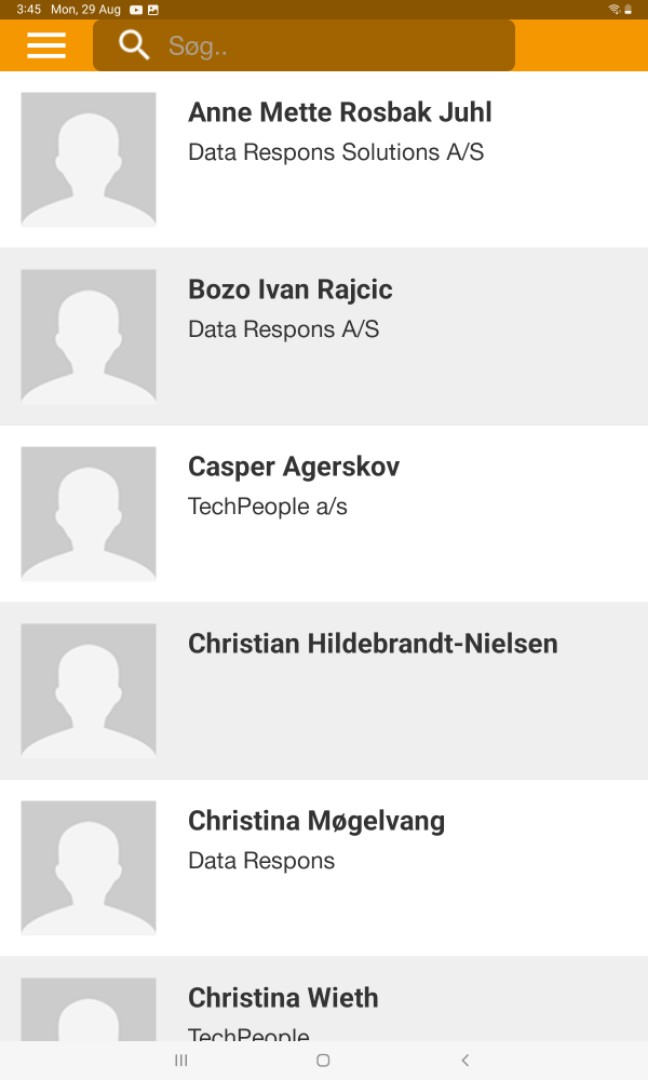 3:45 Mon, 29 Aug
Søg..
Anne Mette Rosbak Juhl
Data Respons Solutions A/S
Bozo Ivan Rajcic
Data Respons A/S
Casper Agerskov
TechPeople a/s
Christian Hildebrandt-Nielsen
Christina Møgelvang
Data Respons
Christina Wieth
TechPeople